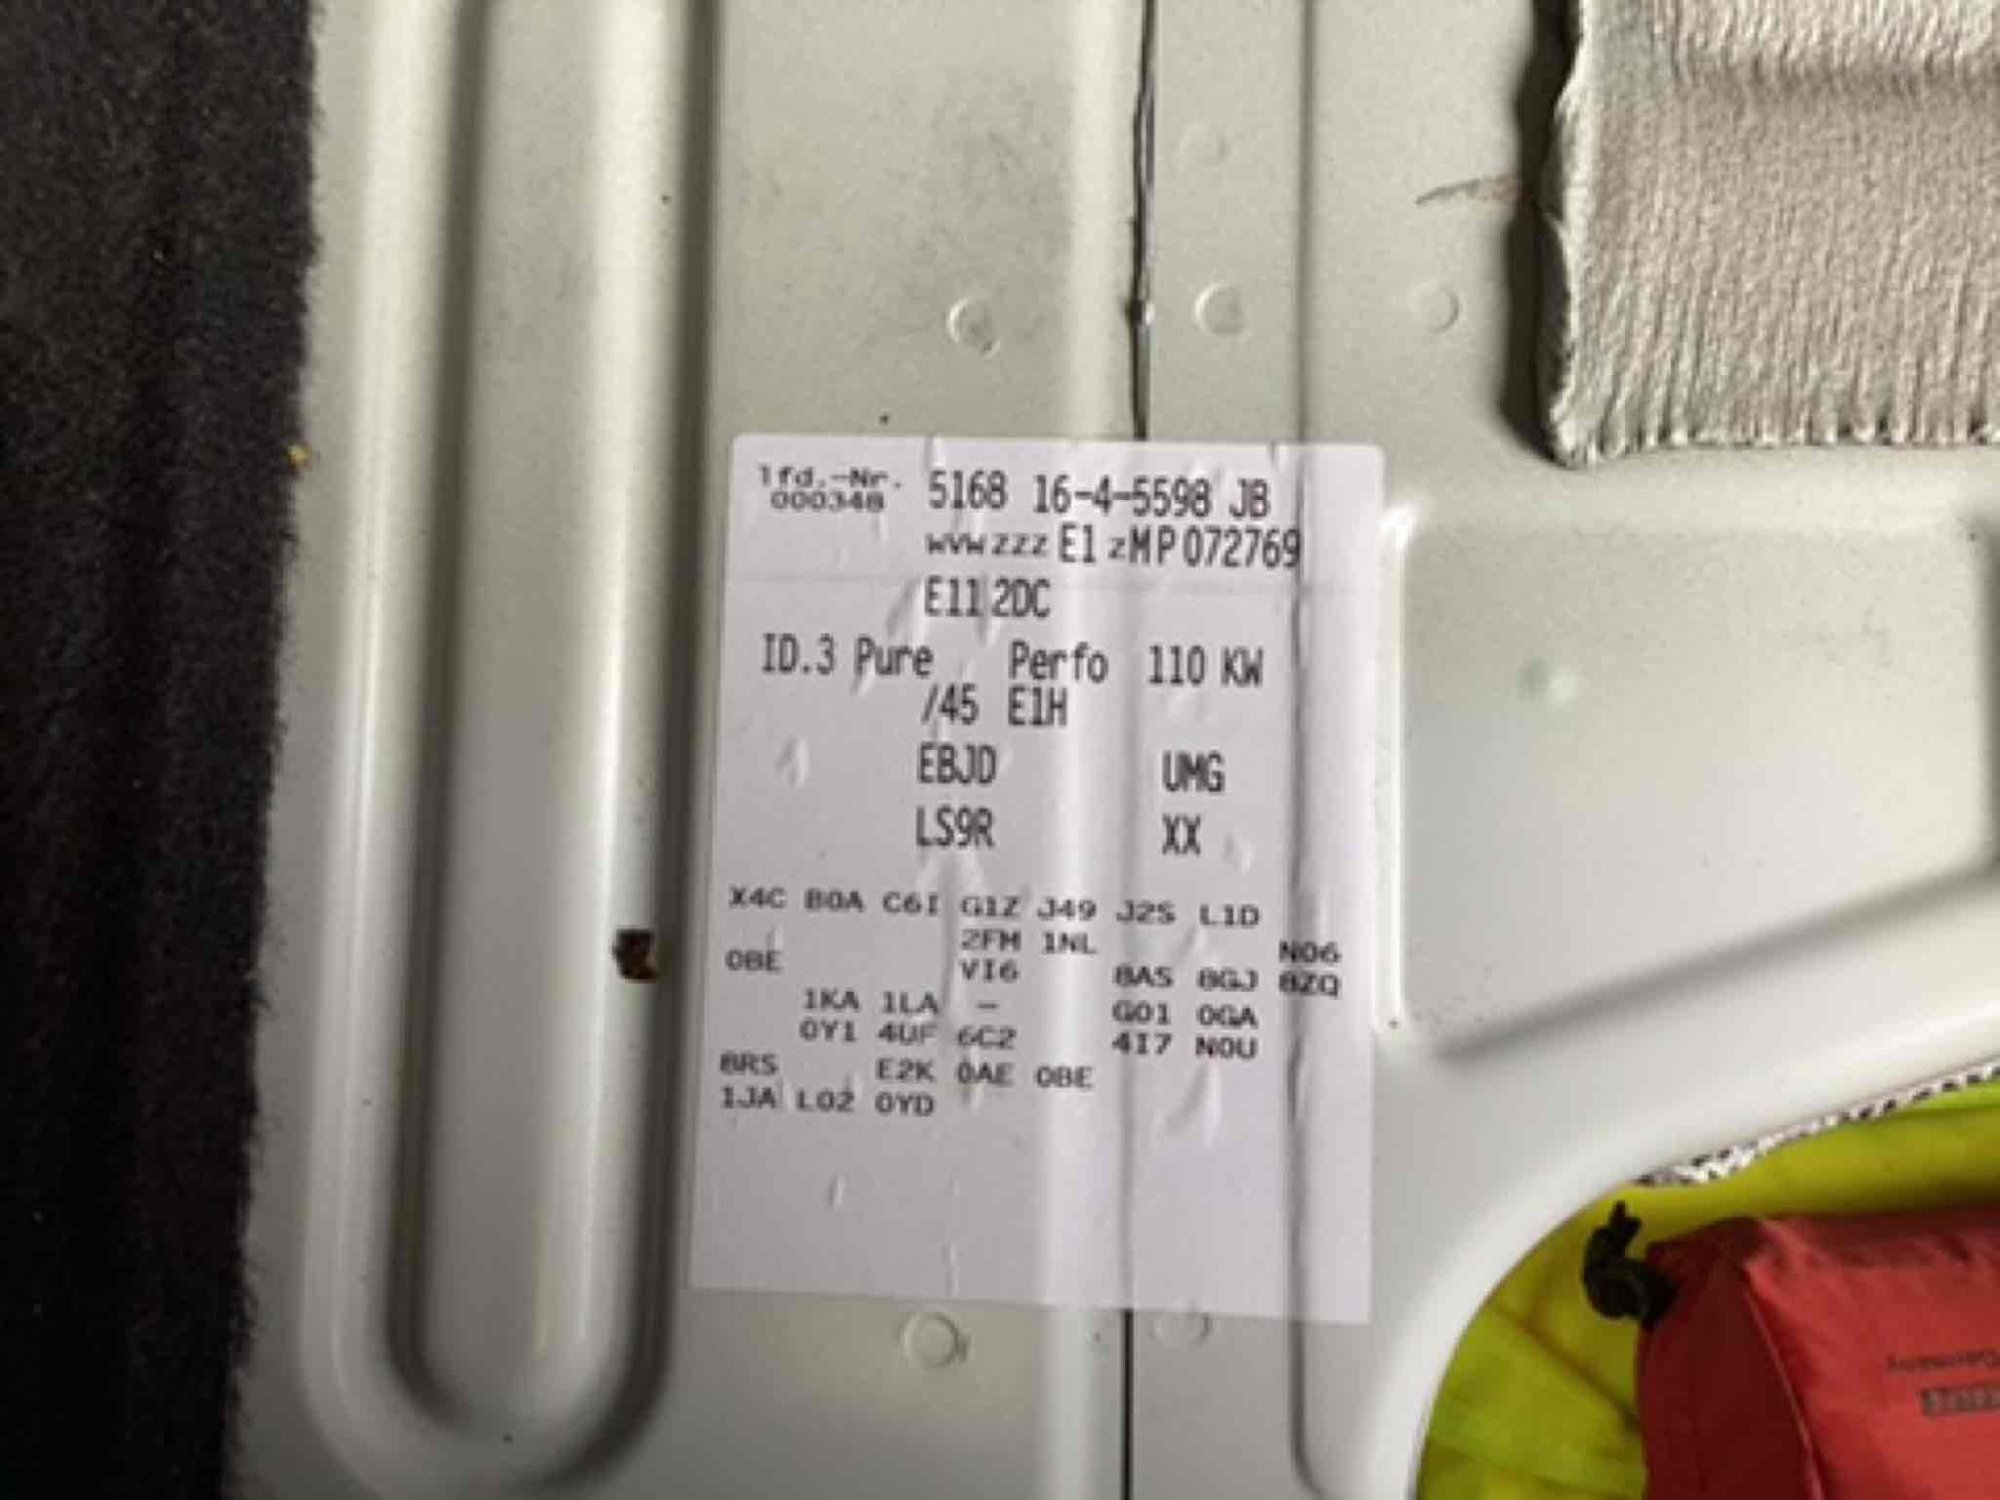 lfd.-Nr. 5168 16-4-5598 JB
000348
WVWZZZE1ZMP072769
E112DC
ID.3 Pure Perfo 110 KW
/45 E1H
EBJD UMG
LS9R XX
X4C B0A C6I G1Z J49 J2S L1D
2FM 1NL N06
0BE VI6 8AS 8GJ 8ZQ
1KA 1LA - G01 0GA
0Y1 4UF 6C2 4I7 N0U
8RS E2K 0AE 0BE
1JA L02 0YD
Germany